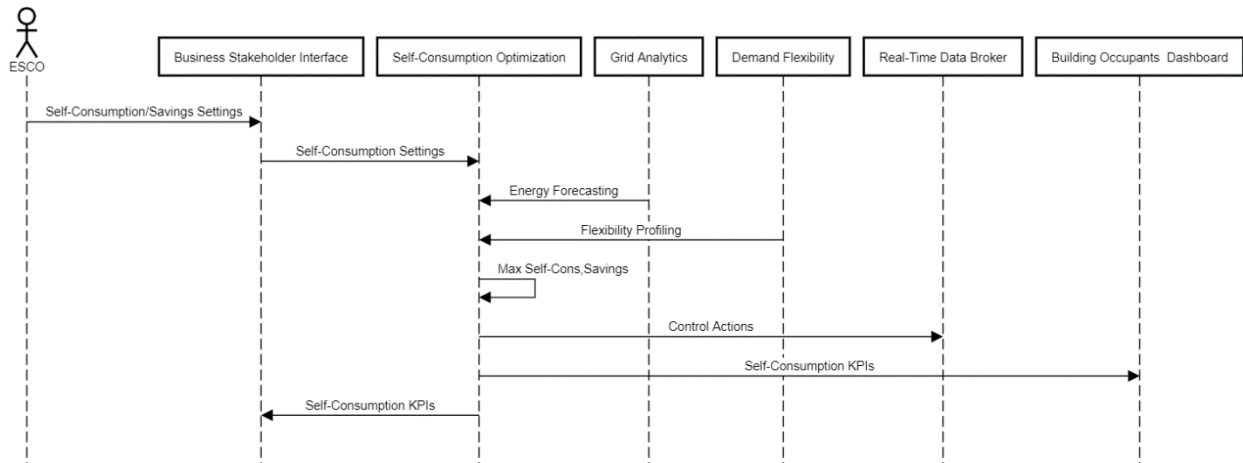 ESCO
Business Stakeholder Interface
Self-Consumption Optimization
Grid Analytics
Demand Flexibility
Real-Time Data Broker
Building Occupants Dashboard
Self-Consumption/Savings Settings
Self-Consumption Settings
Energy Forecasting
Flexibility Profiling
Max Self-Cons,Savings
Control Actions
Self-Consumption KPIs
Self-Consumption KPIs